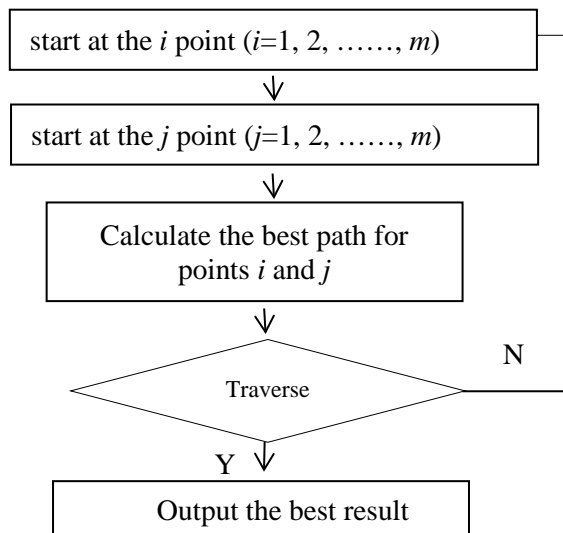 start at the i point (i=1, 2, ……, m)
start at the j point (j=1, 2, ……, m)
Calculate the best path for
points i and j
N
Traverse
Y
Output the best result